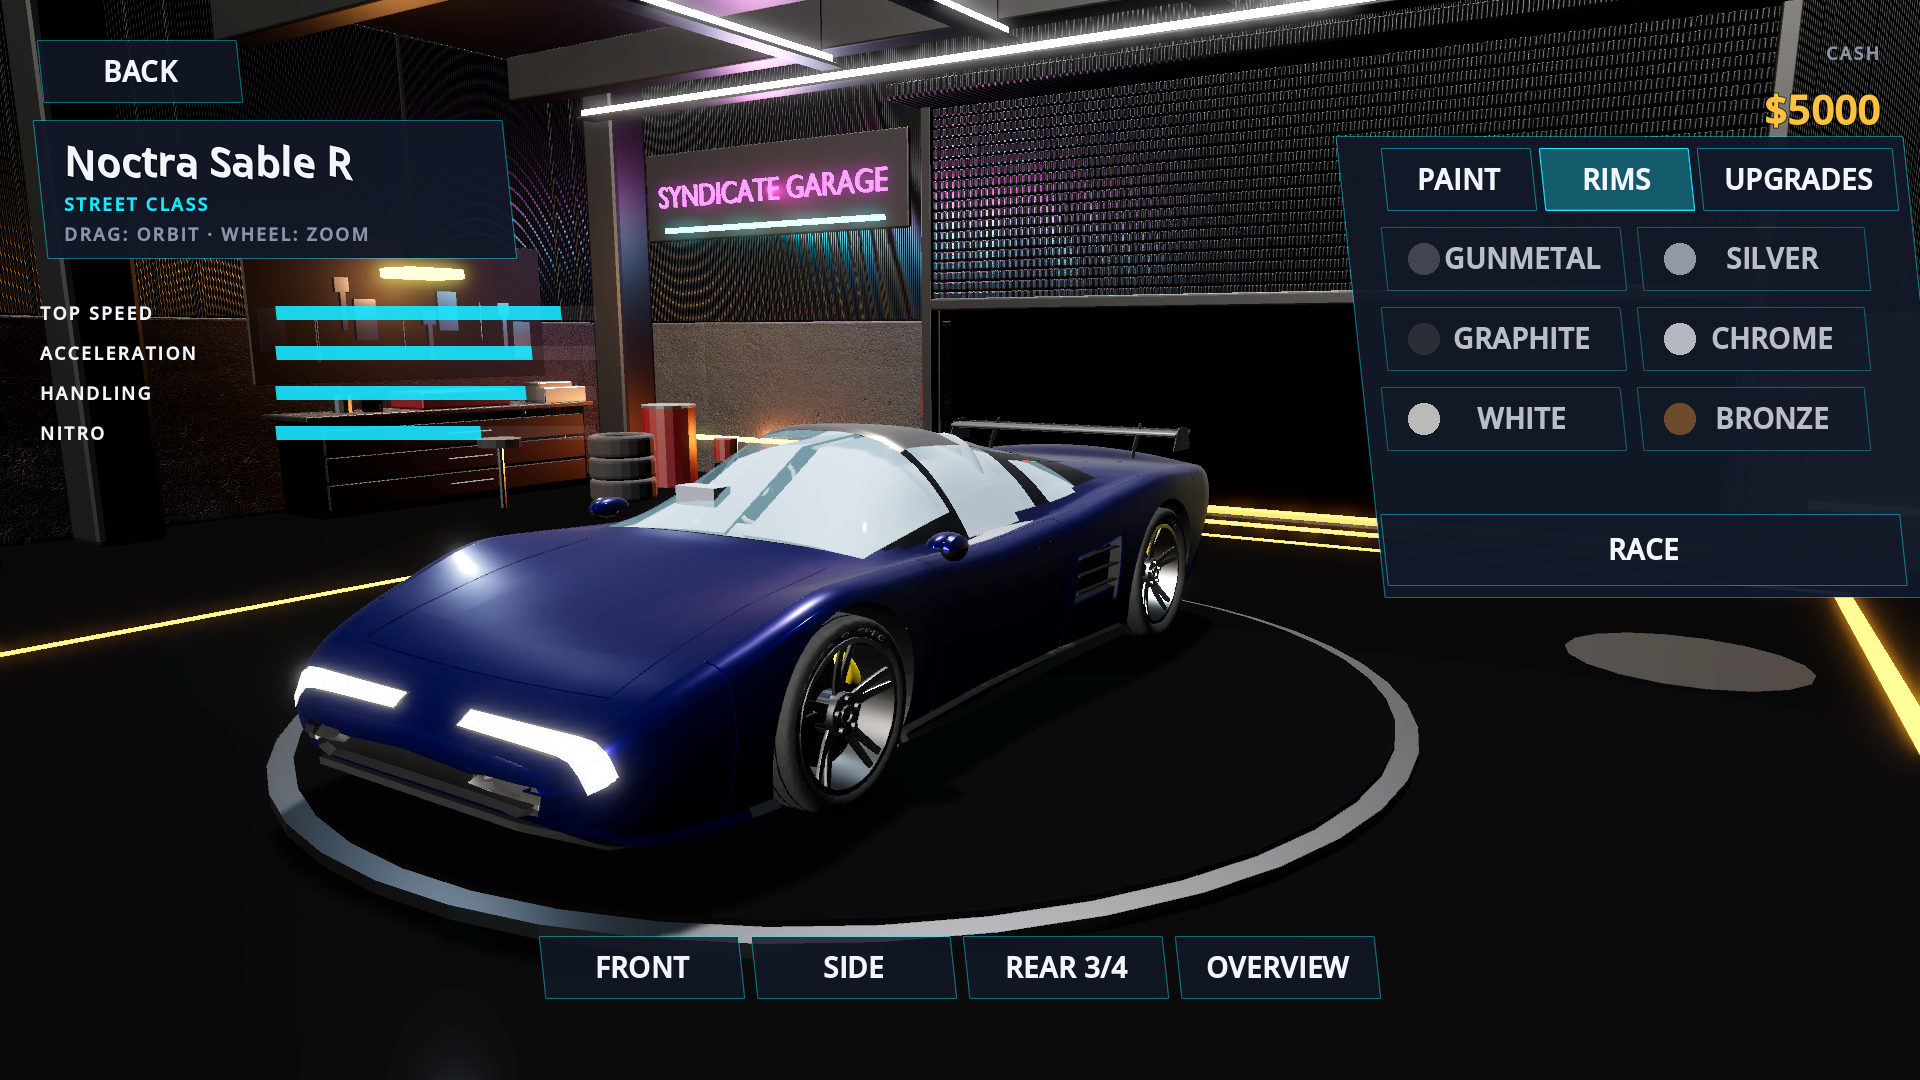 BACK
CASH
$5000
Noctra Sable R
STREET CLASS
DRAG: ORBIT · WHEEL: ZOOM
SYNDICATE GARAGE
PAINT
RIMS
UPGRADES
GUNMETAL
SILVER
GRAPHITE
CHROME
WHITE
BRONZE
RACE
TOP SPEED
ACCELERATION
HANDLING
NITRO
FRONT
SIDE
REAR 3/4
OVERVIEW